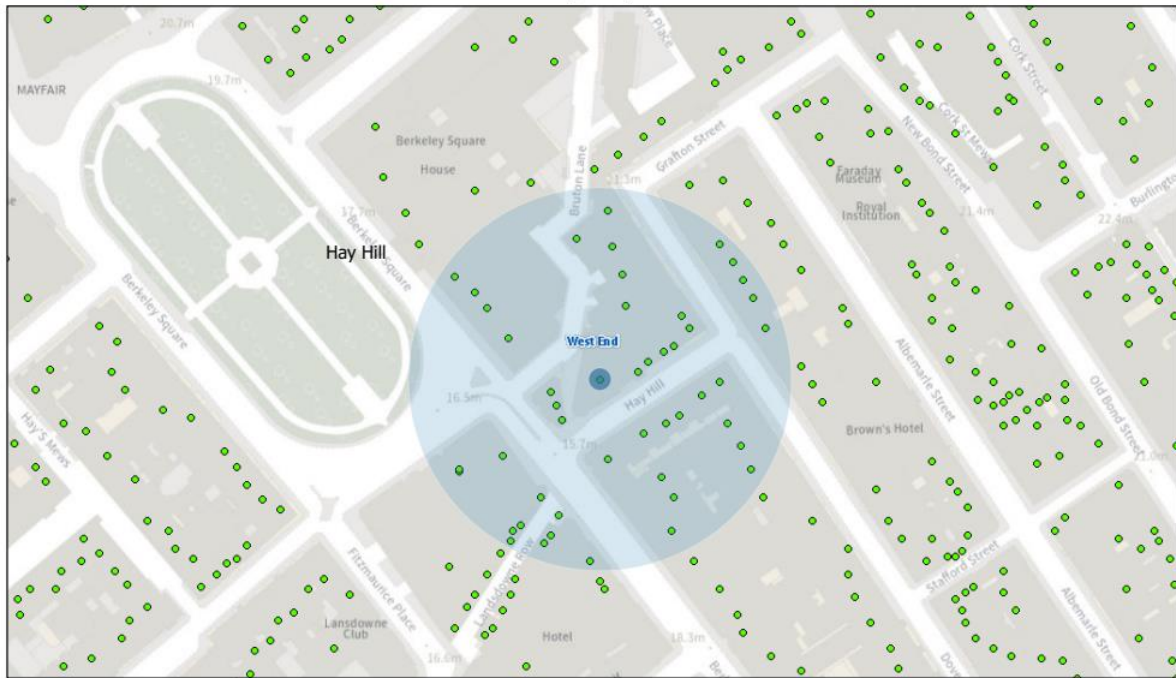 20.7m
MAYFAIR
19.7m
Cork Street
Cork St Mews
New Bond Street
Berkeley Square
House
Grafton Street
Bruton Lane
Faraday
Museum
Royal
Institution
Burlington
21.4m
22.4m
17.7m
Berkeley Square
Hay Hill
Berkeley Square
West End
Albemarle Street
Old Bond Street
16.5m
Hay Hill
Hay'S Mews
Brown's Hotel
15.7m
21.0m
Stafford Street
Fitzmaurice Place
Lansdowne Row
Albemarle Street
Lansdowne
Club
Hotel
18.3m
16.6m